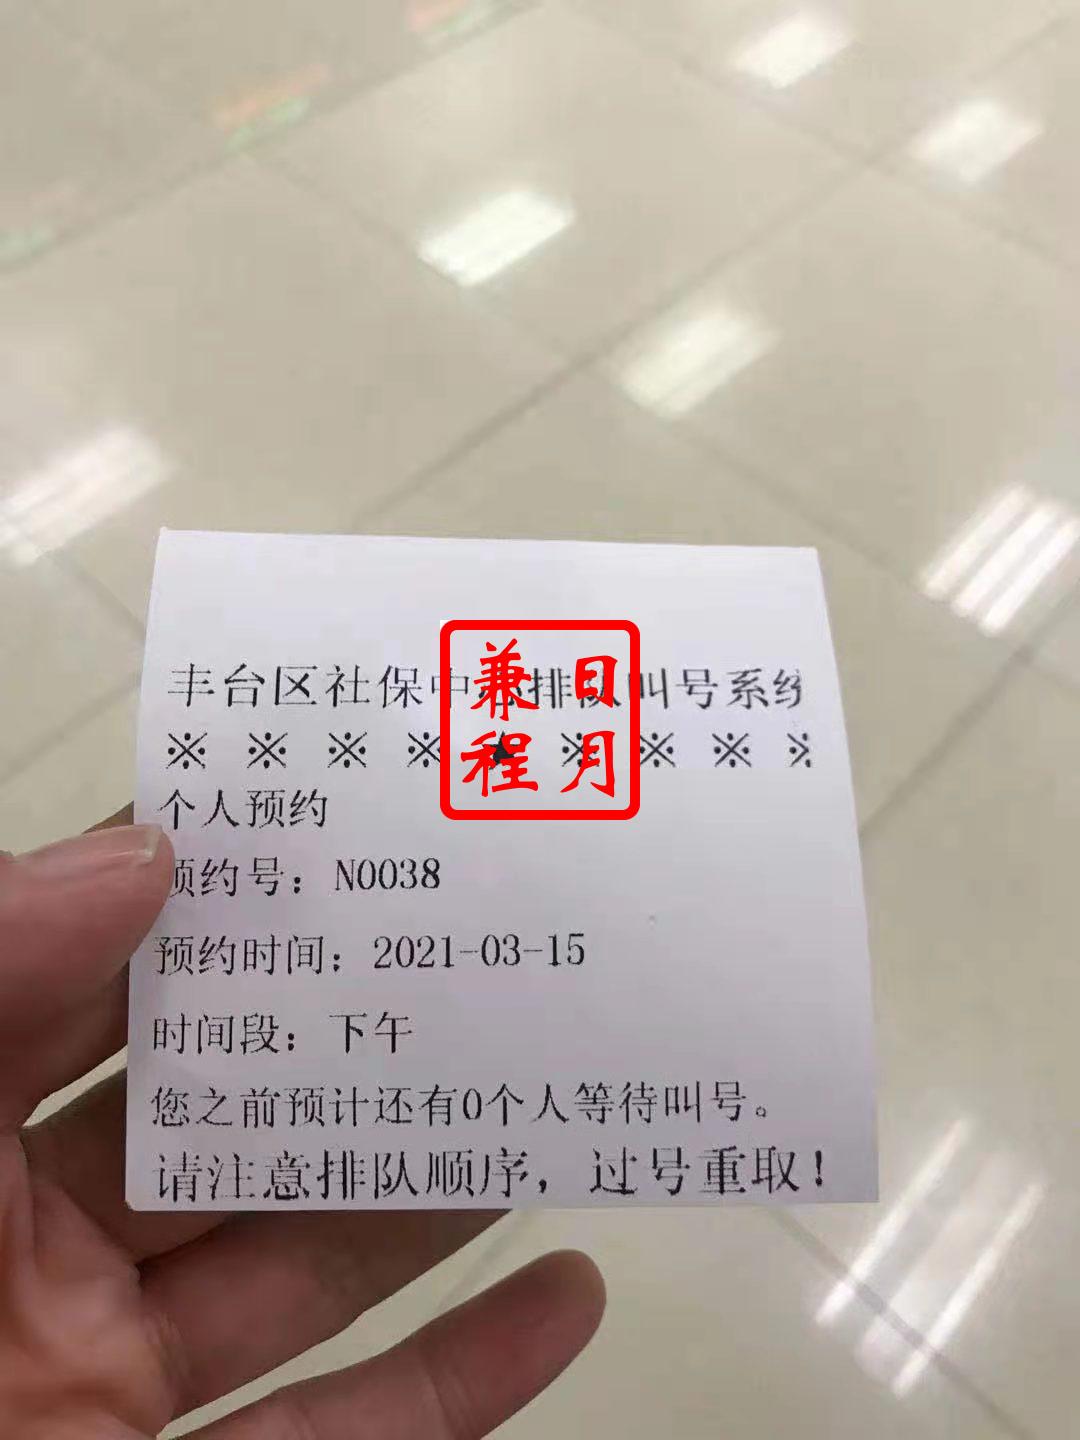 丰台区社保中心排队叫号系统
※ ※ ※ ※ ★ ※ ※ ※ ※
个人预约
预约号：N0038
预约时间：2021-03-15
时间段：下午
您之前预计还有0个人等待叫号。
请注意排队顺序，过号重取！
日月
兼程